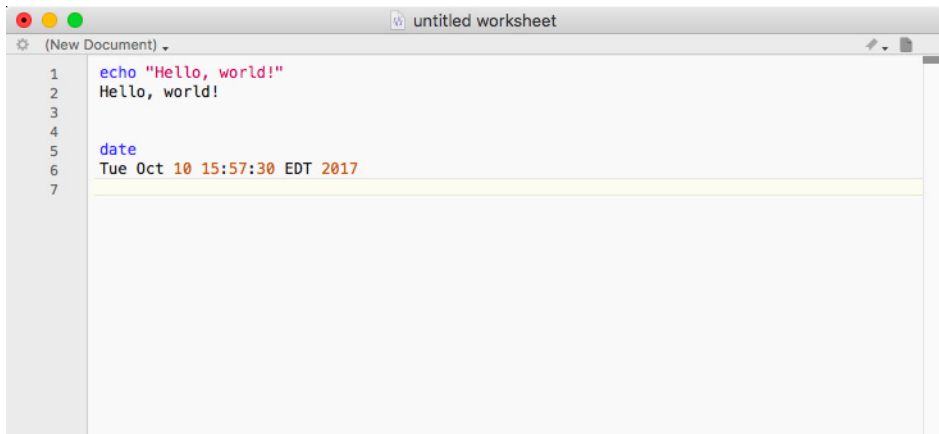 untitled worksheet
(New Document)
1 echo "Hello, world!"
2 Hello, world!
3
4
5 date
6 Tue Oct 10 15:57:30 EDT 2017
7